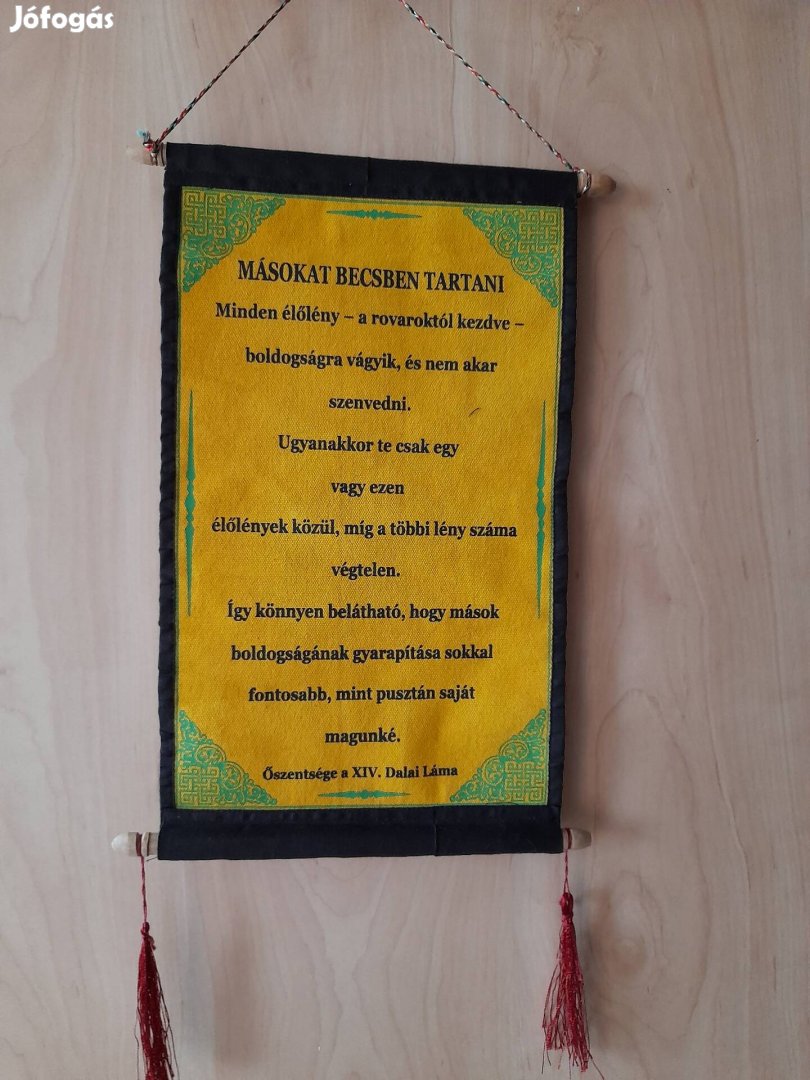 Jófogás
MÁSOKAT BECSBEN TARTANI
Minden élőlény – a rovaroktól kezdve –
boldogságra vágyik, és nem akar
szenvedni.
Ugyanakkor te csak egy
vagy ezen
élőlények közül, míg a többi lény száma
végtelen.
Így könnyen belátható, hogy mások
boldogságának gyarapítása sokkal
fontosabb, mint pusztán saját
magunké.
Őszentsége a XIV. Dalai Láma